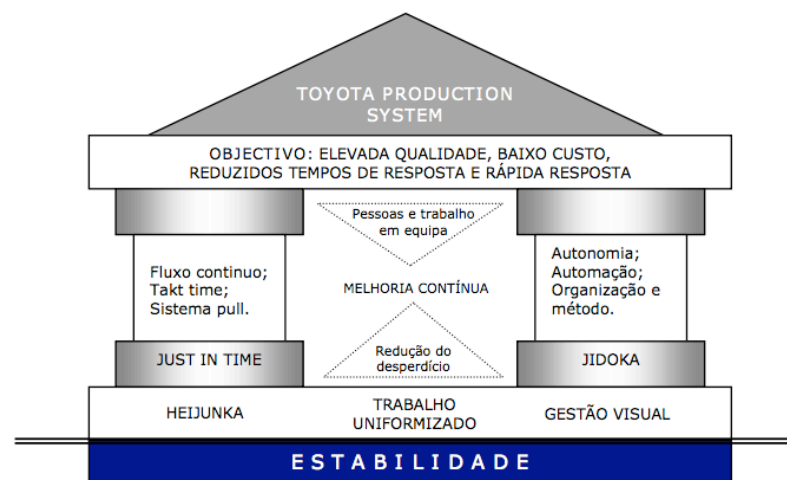 TOYOTA PRODUCTION
SYSTEM
OBJECTIVO: ELEVADA QUALIDADE, BAIXO CUSTO,
REDUZIDOS TEMPOS DE RESPOSTA E RÁPIDA RESPOSTA
Fluxo continuo;
Takt time;
Sistema pull.
JUST IN TIME
Pessoas e trabalho
em equipa
MELHORIA CONTÍNUA
Redução do
desperdício
Autonomia;
Automação;
Organização e
método.
JIDOKA
HEIJUNKA
TRABALHO
UNIFORMIZADO
GESTÃO VISUAL
ESTABILIDADE